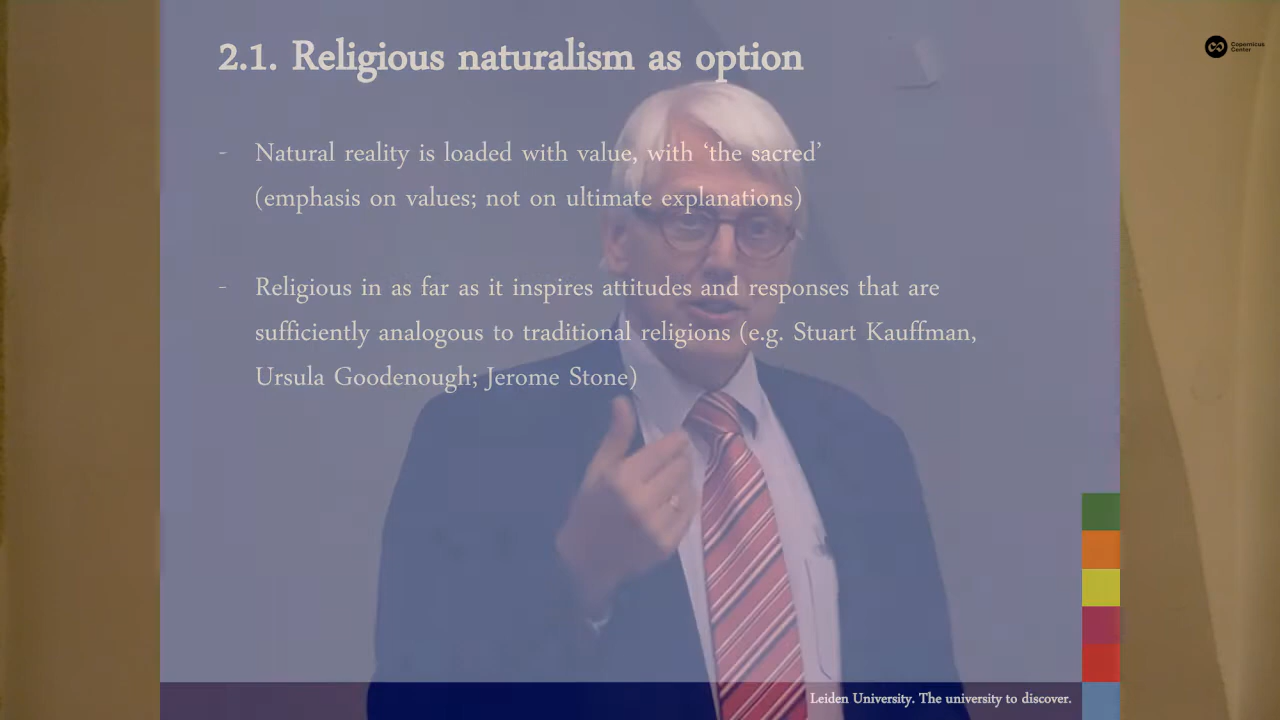 2.1. Religious naturalism as option
- Natural reality is loaded with value, with ‘the sacred’
(emphasis on values; not on ultimate explanations)
- Religious in as far as it inspires attitudes and responses that are
sufficiently analogous to traditional religions (e.g. Stuart Kauffman,
Ursula Goodenough; Jerome Stone)
Leiden University. The university to discover.
Copernicus
Center